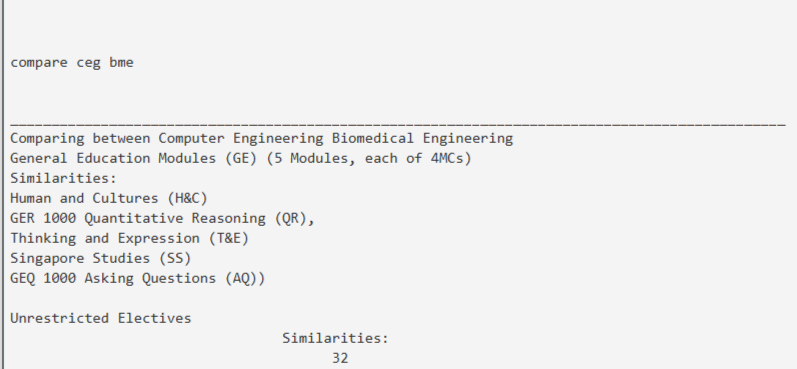 compare ceg bme
Comparing between Computer Engineering Biomedical Engineering
General Education Modules (GE) (5 Modules, each of 4MCs)
Similarities:
Human and Cultures (H&C)
GER 1000 Quantitative Reasoning (QR),
Thinking and Expression (T&E)
Singapore Studies (SS)
GEQ 1000 Asking Questions (AQ))
Unrestricted Electives
Similarities:
32